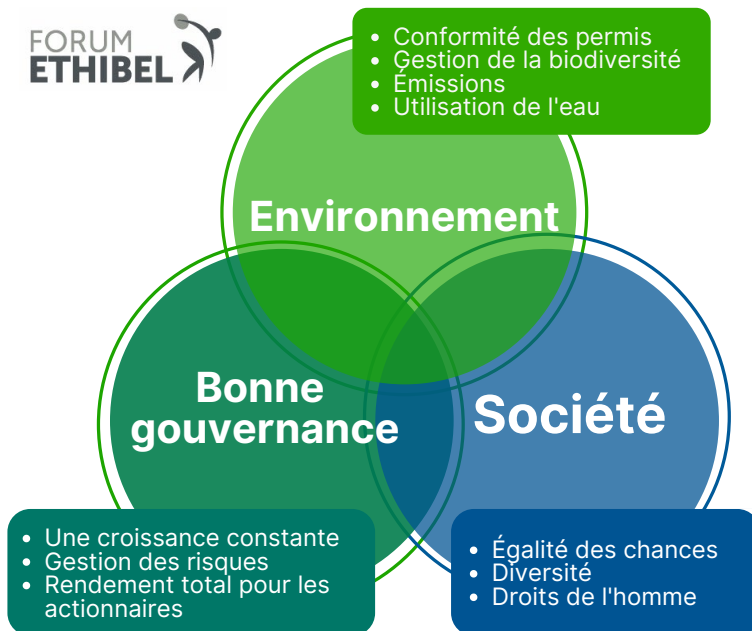 FORUM
ETHIBEL
• Conformité des permis
• Gestion de la biodiversité
• Émissions
• Utilisation de l'eau
Environnement
Bonne
gouvernance
Société
• Une croissance constante
• Gestion des risques
• Rendement total pour les
actionnaires
• Égalité des chances
• Diversité
• Droits de l'homme